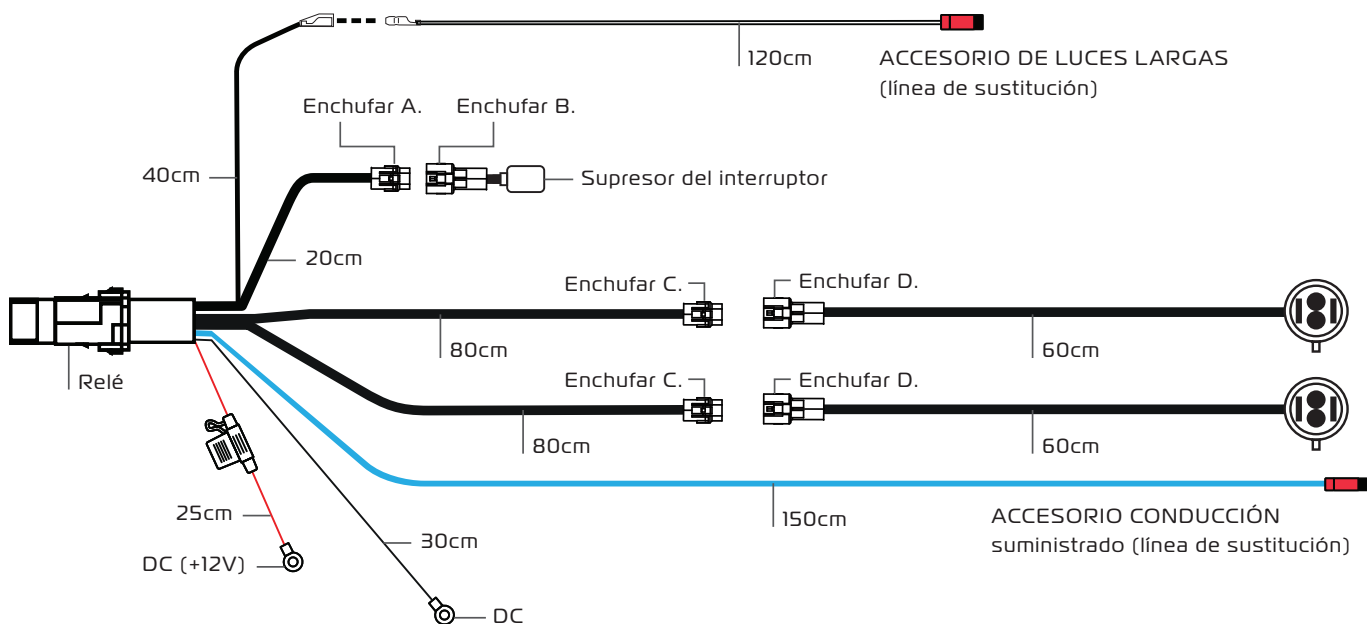 120cm
ACCESORIO DE LUCES LARGAS
(línea de sustitución)
Enchufar A.
Enchufar B.
40cm
Supresor del interruptor
20cm
Enchufar C.
Enchufar D.
80cm
60cm
Relé
Enchufar C.
Enchufar D.
80cm
60cm
25cm
150cm
ACCESORIO CONDUCCIÓN
suministrado (línea de sustitución)
30cm
DC (+12V)
DC